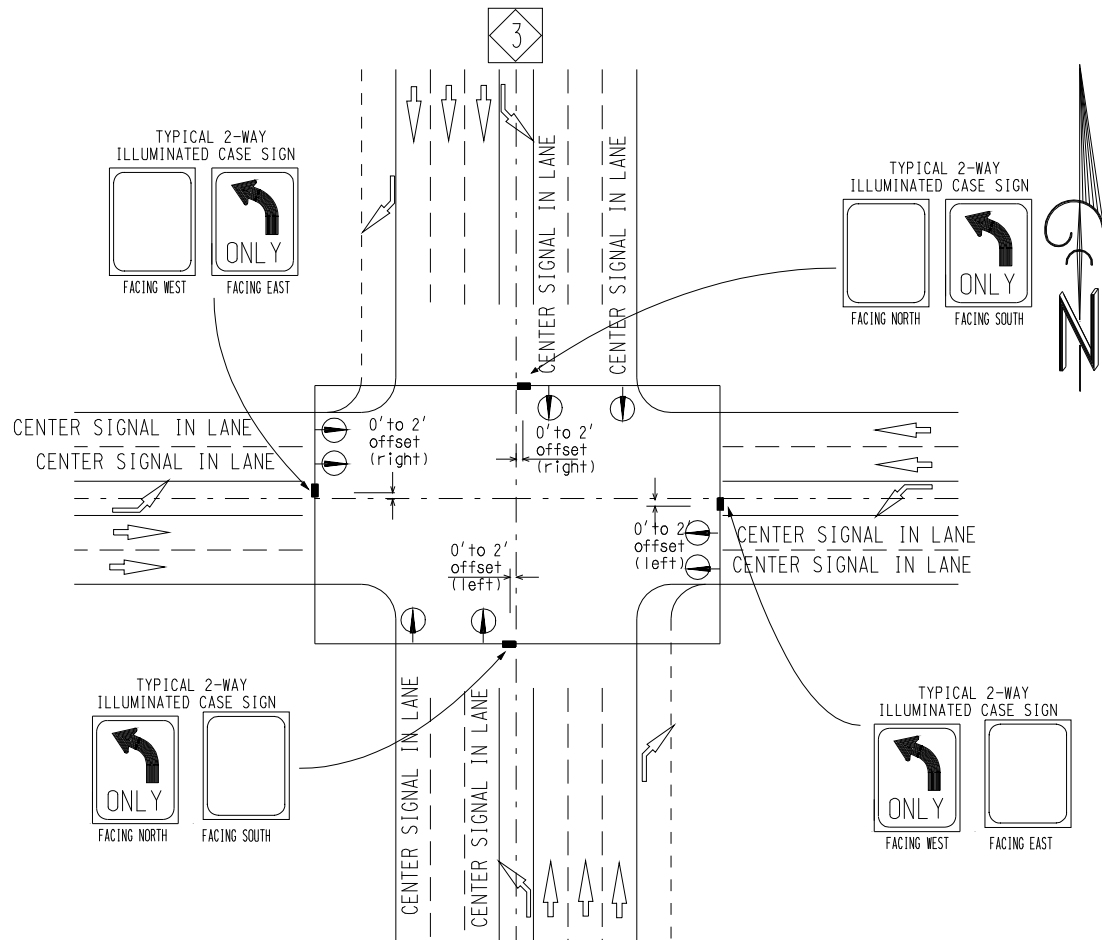 3
TYPICAL 2-WAY
ILLUMINATED CASE SIGN
ONLY
FACING WEST
FACING EAST
CENTER SIGNAL IN LANE
CENTER SIGNAL IN LANE
TYPICAL 2-WAY
ILLUMINATED CASE SIGN
ONLY
FACING NORTH
FACING SOUTH
N
CENTER SIGNAL IN LANE
CENTER SIGNAL IN LANE
0' to 2'
offset
(right)
0' to 2'
offset
(right)
0' to 2'
offset
(left)
0' to 2'
offset
(left)
CENTER SIGNAL IN LANE
CENTER SIGNAL IN LANE
TYPICAL 2-WAY
ILLUMINATED CASE SIGN
ONLY
FACING NORTH
FACING SOUTH
CENTER SIGNAL IN LANE
CENTER SIGNAL IN LANE
TYPICAL 2-WAY
ILLUMINATED CASE SIGN
ONLY
FACING WEST
FACING EAST